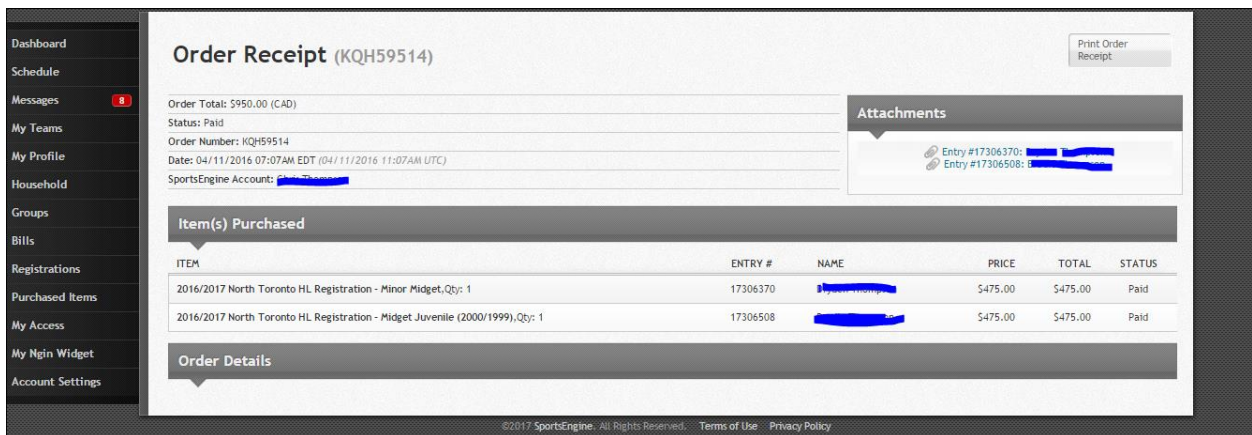 Dashboard
Schedule
Messages 8
My Teams
My Profile
Household
Groups
Bills
Registrations
Purchased Items
My Access
My Ngin Widget
Account Settings
Order Receipt (KQH59514)
Print Order
Receipt
Order Total: $950.00 (CAD)
Status: Paid
Order Number: KQH59514
Date: 04/11/2016 07:07AM EDT (04/11/2016 11:07AM UTC)
SportsEngine Account:
Attachments
Entry #17306370:
Entry #17306508:
Item(s) Purchased
ITEM ENTRY # NAME PRICE TOTAL STATUS
2016/2017 North Toronto HL Registration - Minor Midget,Qty: 1 17306370 $475.00 $475.00 Paid
2016/2017 North Toronto HL Registration - Midget Juvenile (2000/1999),Qty: 1 17306508 $475.00 $475.00 Paid
Order Details
©2017 SportsEngine. All Rights Reserved. Terms of Use Privacy Policy